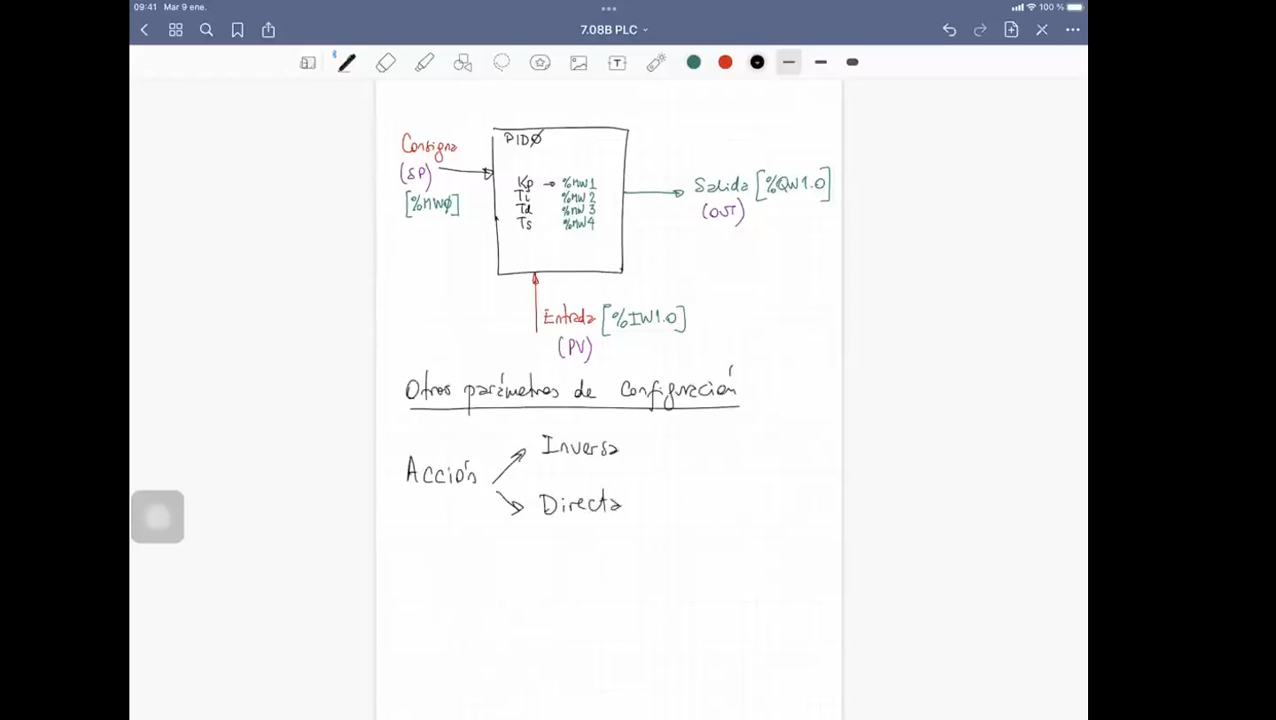 09:41 Mar 9 ene.
100 %
7.08B PLC
T
Consigna
(SP)
[%MWØ]
PIDØ
Kp → %MW1
Ti %MW2
Td %MW3
Ts %MW4
Salida [%QW1.0]
(OUT)
Entrada [%IW1.0]
(PV)
Otros parámetros de configuración
Acción
Inversa
Directa